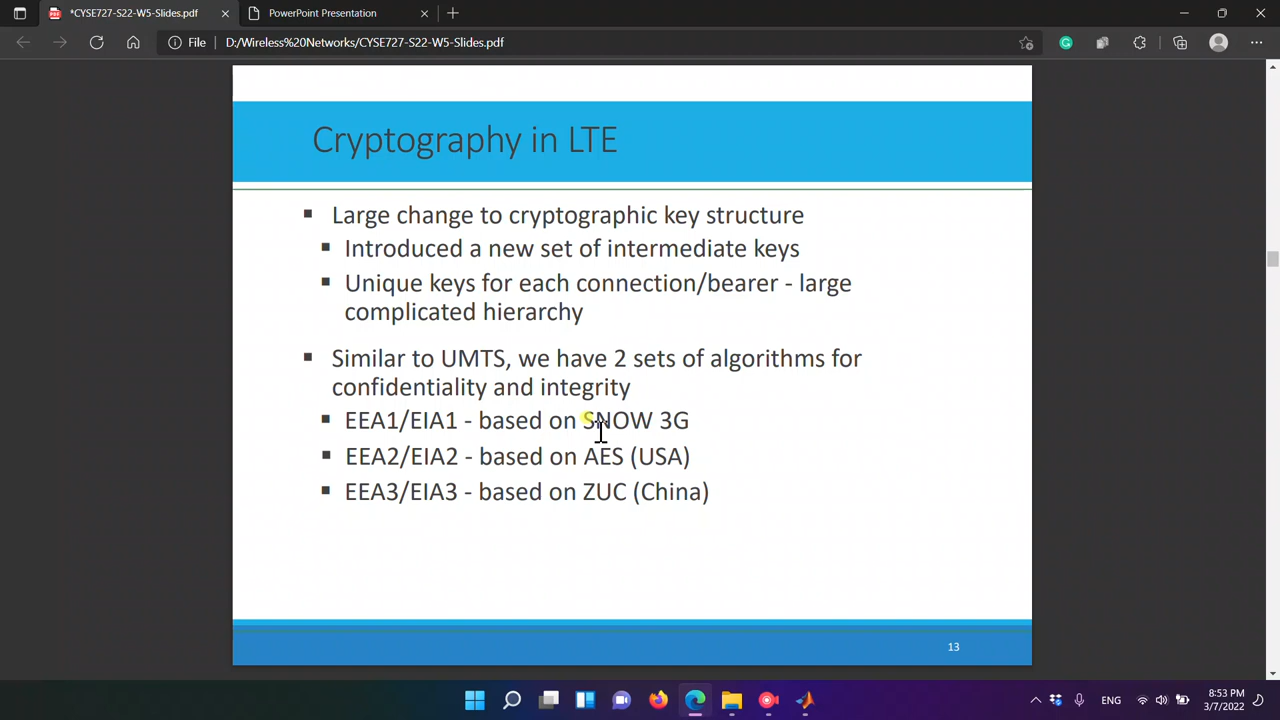 *CYSE727-S22-W5-Slides.pdf
PowerPoint Presentation
File
D:/Wireless%20Networks/CYSE727-S22-W5-Slides.pdf
Cryptography in LTE
Large change to cryptographic key structure
Introduced a new set of intermediate keys
Unique keys for each connection/bearer - large
complicated hierarchy
Similar to UMTS, we have 2 sets of algorithms for
confidentiality and integrity
EEA1/EIA1 - based on SNOW 3G
EEA2/EIA2 - based on AES (USA)
EEA3/EIA3 - based on ZUC (China)
13
ENG
8:53 PM
3/7/2022